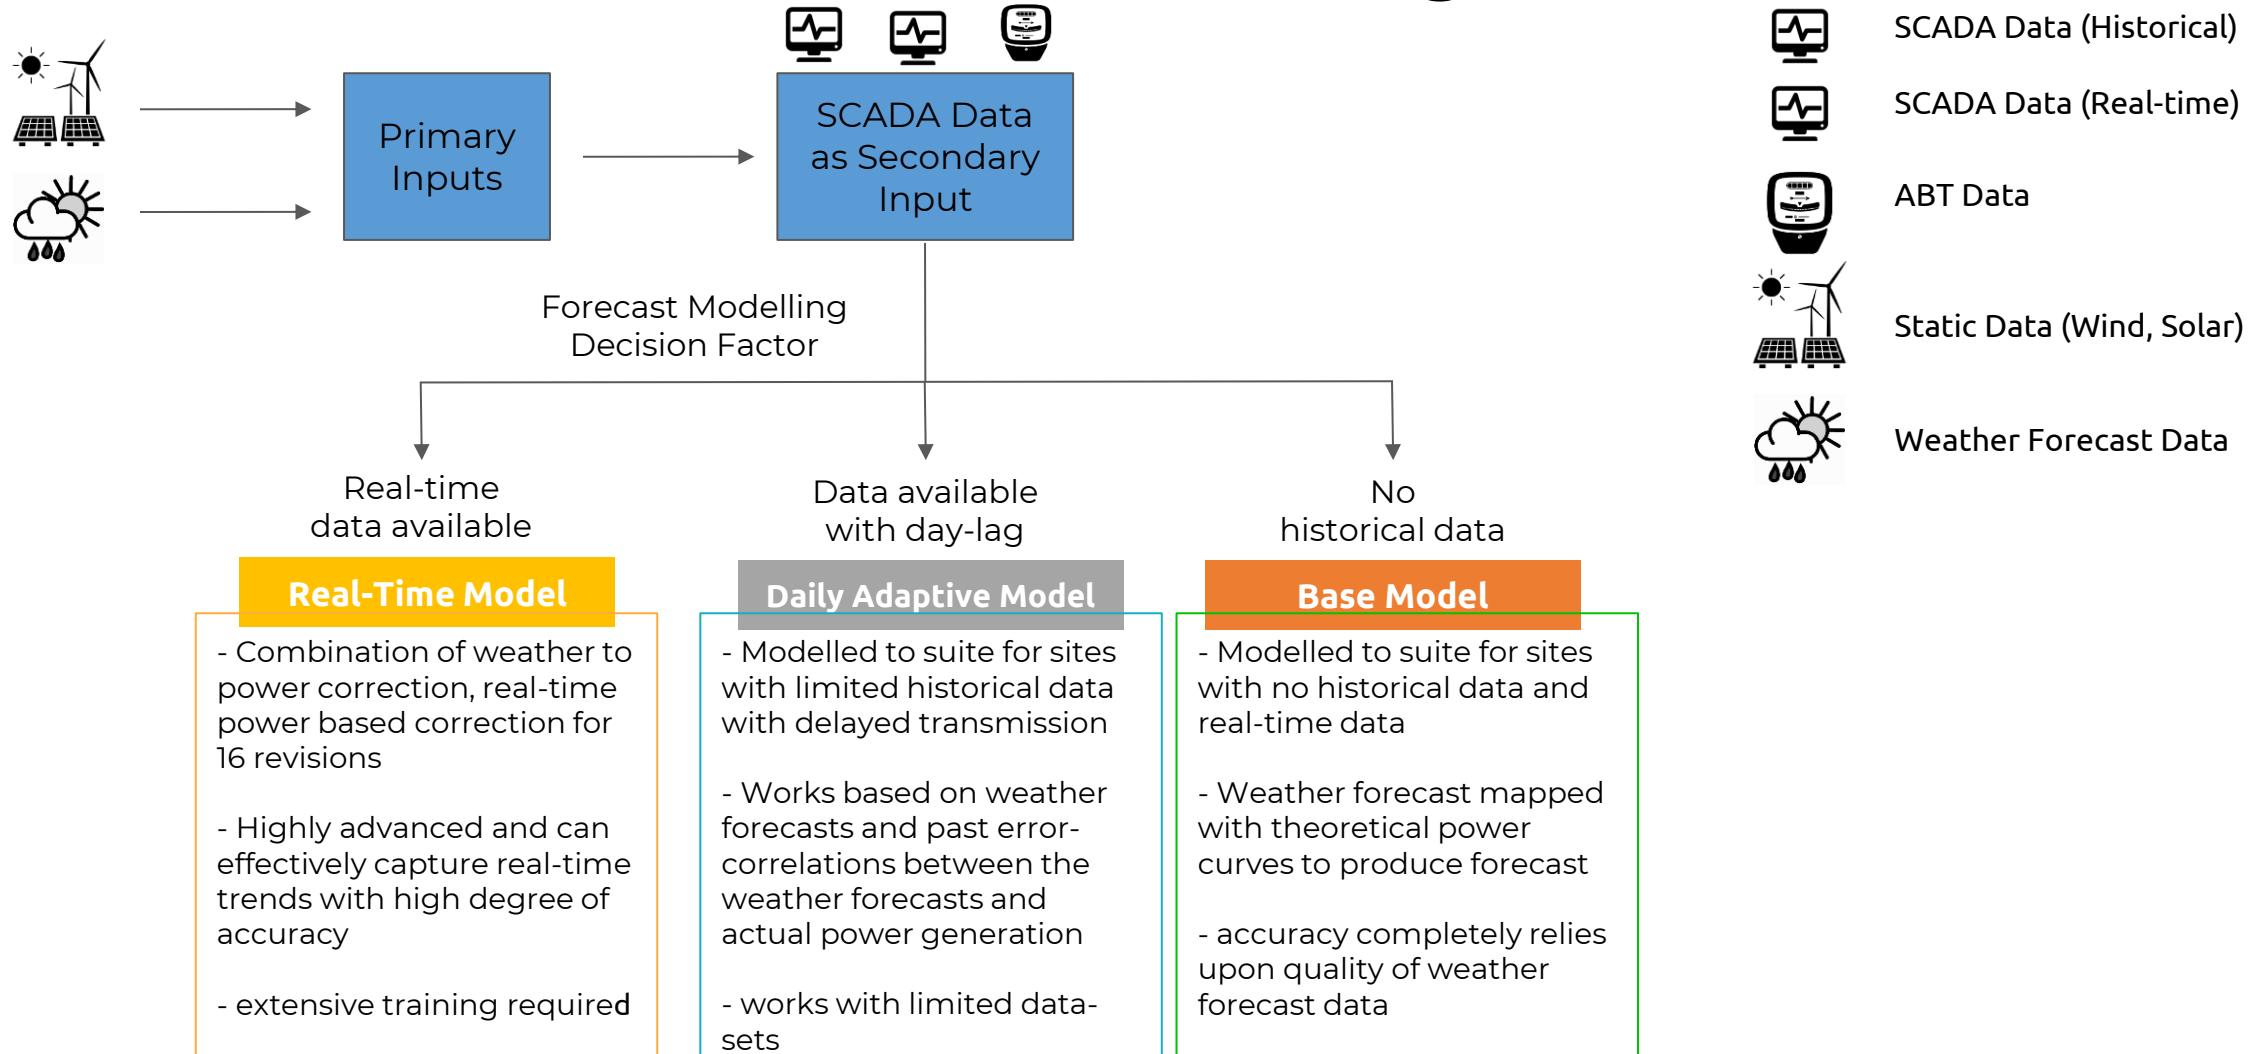 Primary
Inputs
SCADA Data
as Secondary
Input
SCADA Data (Historical)
SCADA Data (Real-time)
ABT Data
Static Data (Wind, Solar)
Weather Forecast Data
Forecast Modelling
Decision Factor
Real-time
data available
Real-Time Model
- Combination of weather to
power correction, real-time
power based correction for
16 revisions
- Highly advanced and can
effectively capture real-time
trends with high degree of
accuracy
- extensive training required
Data available
with day-lag
Daily Adaptive Model
- Modelled to suite for sites
with limited historical data
with delayed transmission
- Works based on weather
forecasts and past error-
correlations between the
weather forecasts and
actual power generation
- works with limited data-
sets
No
historical data
Base Model
- Modelled to suite for sites
with no historical data and
real-time data
- Weather forecast mapped
with theoretical power
curves to produce forecast
- accuracy completely relies
upon quality of weather
forecast data